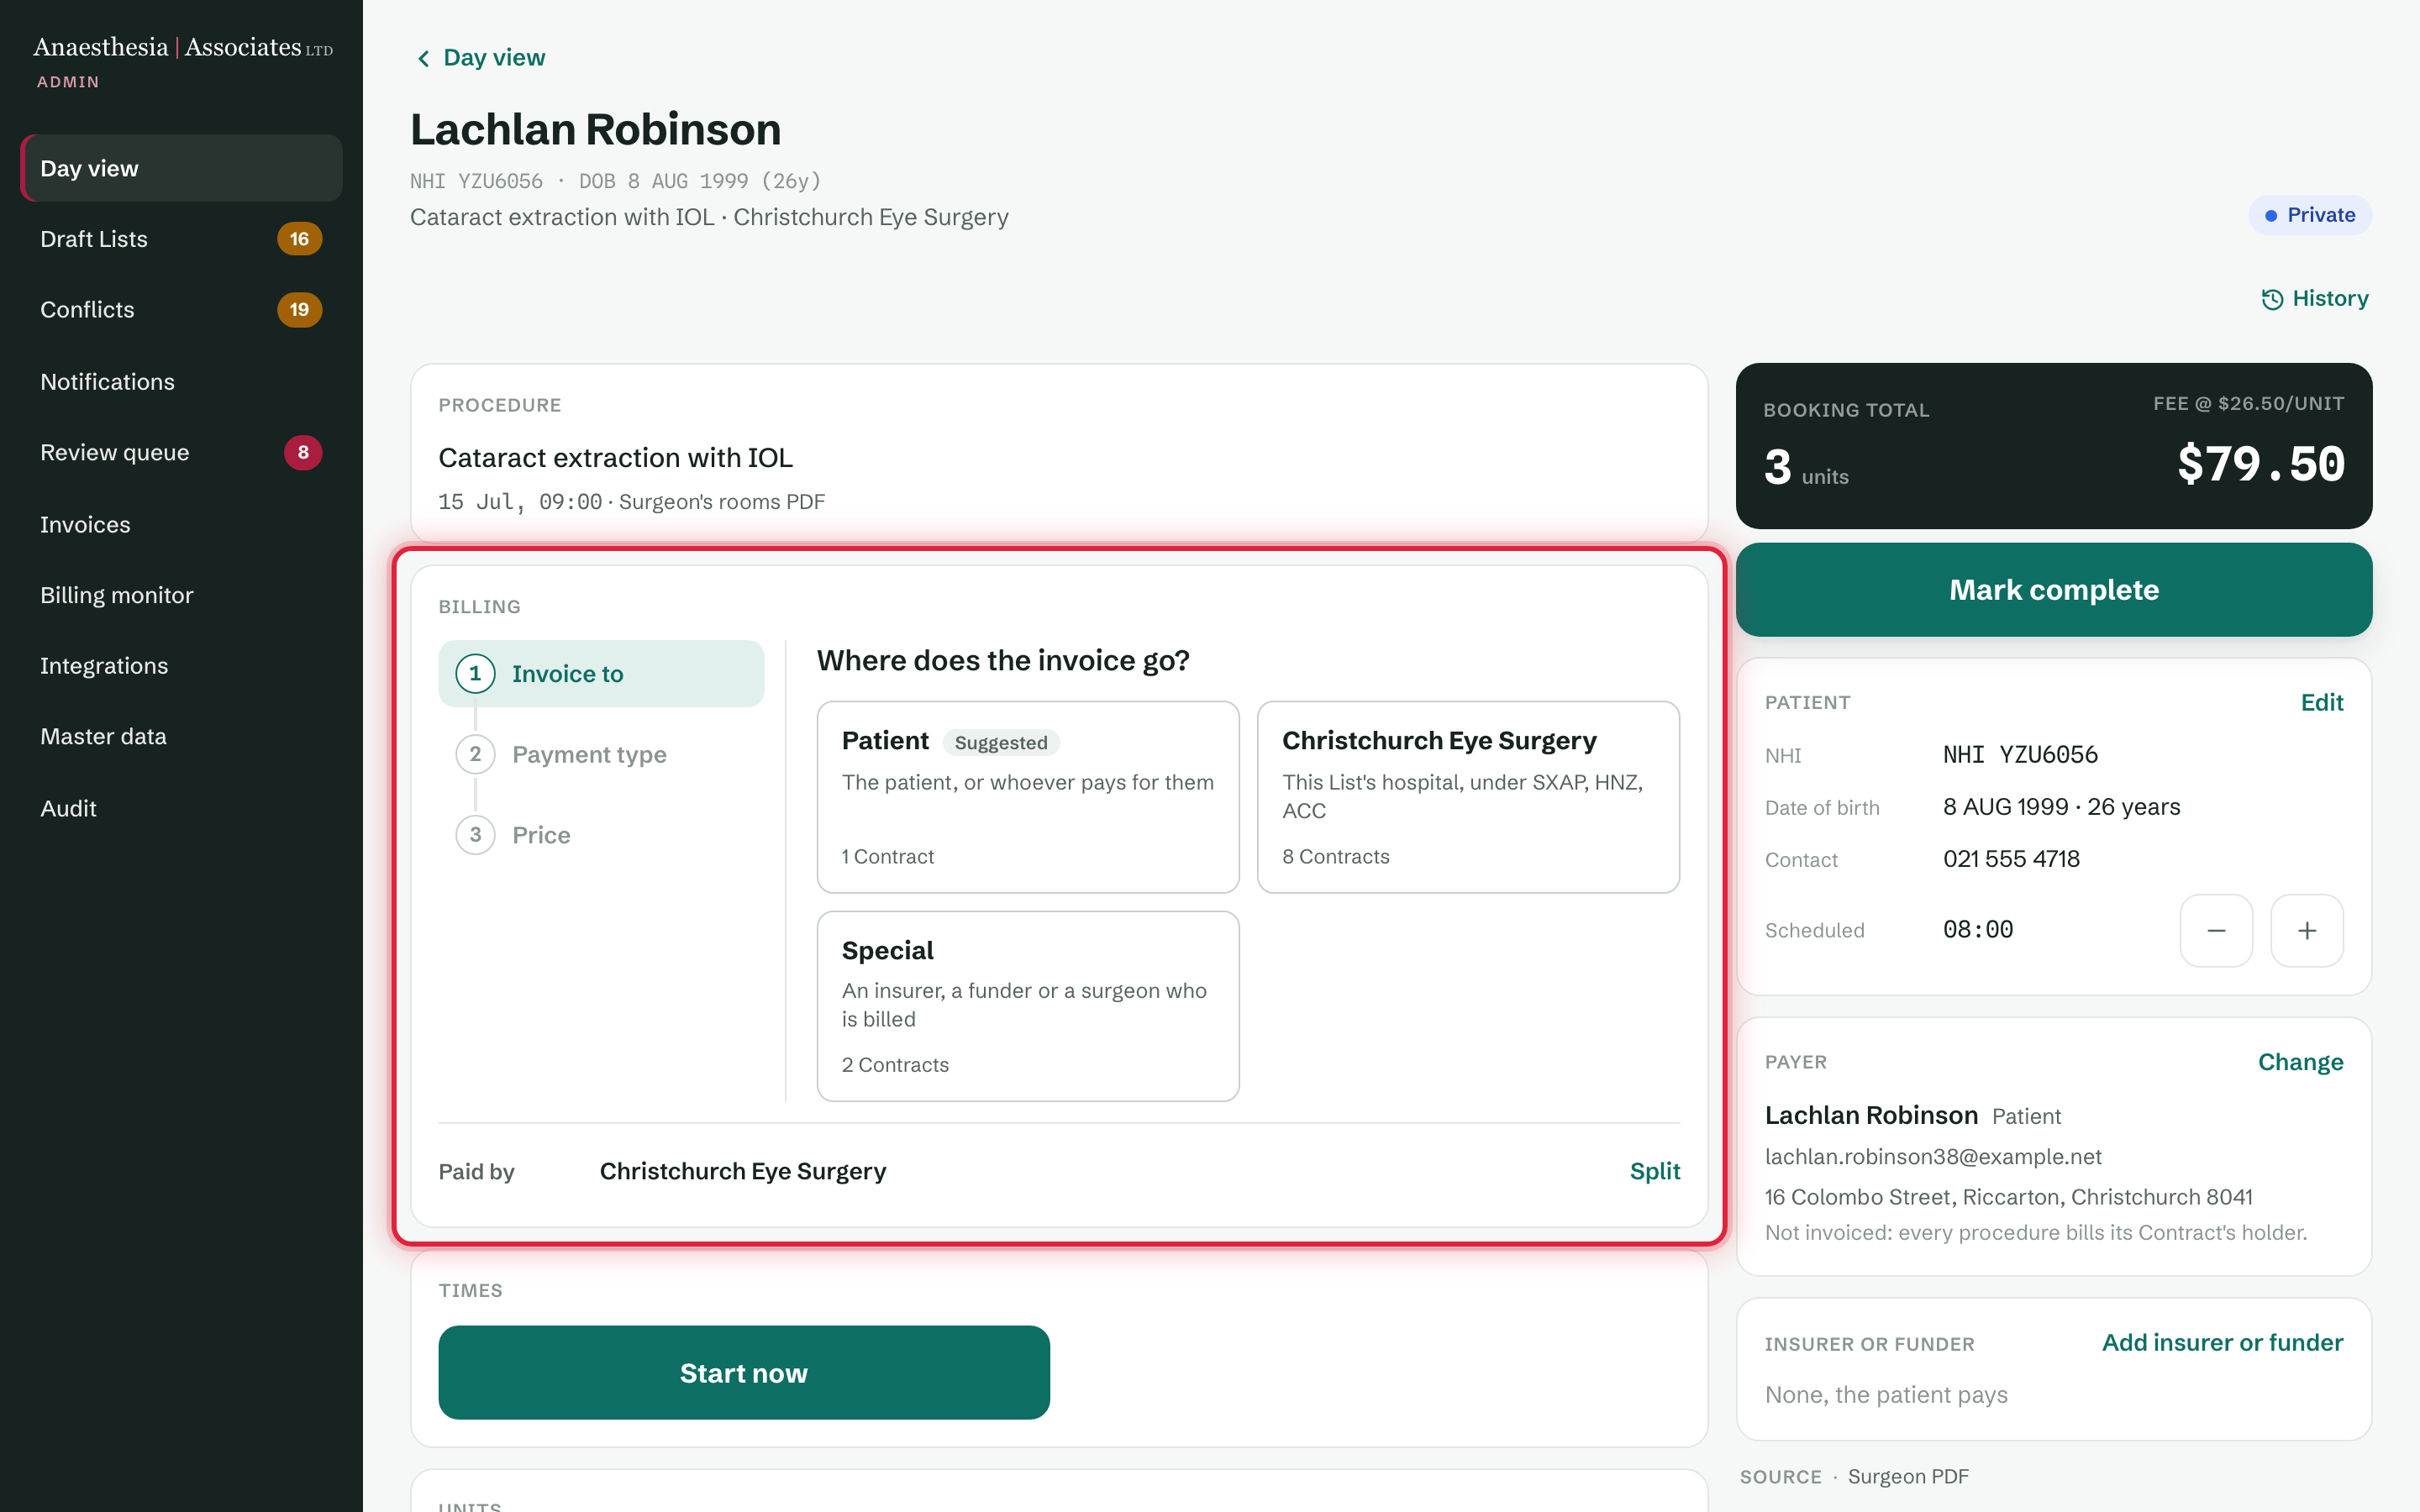 Anaesthesia | Associates LTD
ADMIN
Day view
Draft Lists 16
Conflicts 19
Notifications
Review queue 8
Invoices
Billing monitor
Integrations
Master data
Audit
Day view
Lachlan Robinson
NHI YZU6056 · DOB 8 AUG 1999 (26y)
Cataract extraction with IOL · Christchurch Eye Surgery
Private
History
PROCEDURE
Cataract extraction with IOL
15 Jul, 09:00 · Surgeon's rooms PDF
BILLING
1 Invoice to
2 Payment type
3 Price
Where does the invoice go?
Patient Suggested
The patient, or whoever pays for them
1 Contract
Christchurch Eye Surgery
This List's hospital, under SXAP, HNZ,
ACC
8 Contracts
Special
An insurer, a funder or a surgeon who
is billed
2 Contracts
Paid by Christchurch Eye Surgery Split
TIMES
Start now
UNITS
BOOKING TOTAL FEE @ $26.50/UNIT
3 units $79.50
Mark complete
PATIENT Edit
NHI NHI YZU6056
Date of birth 8 AUG 1999 · 26 years
Contact 021 555 4718
Scheduled 08:00 − +
PAYER Change
Lachlan Robinson Patient
lachlan.robinson38@example.net
16 Colombo Street, Riccarton, Christchurch 8041
Not invoiced: every procedure bills its Contract's holder.
INSURER OR FUNDER Add insurer or funder
None, the patient pays
SOURCE · Surgeon PDF